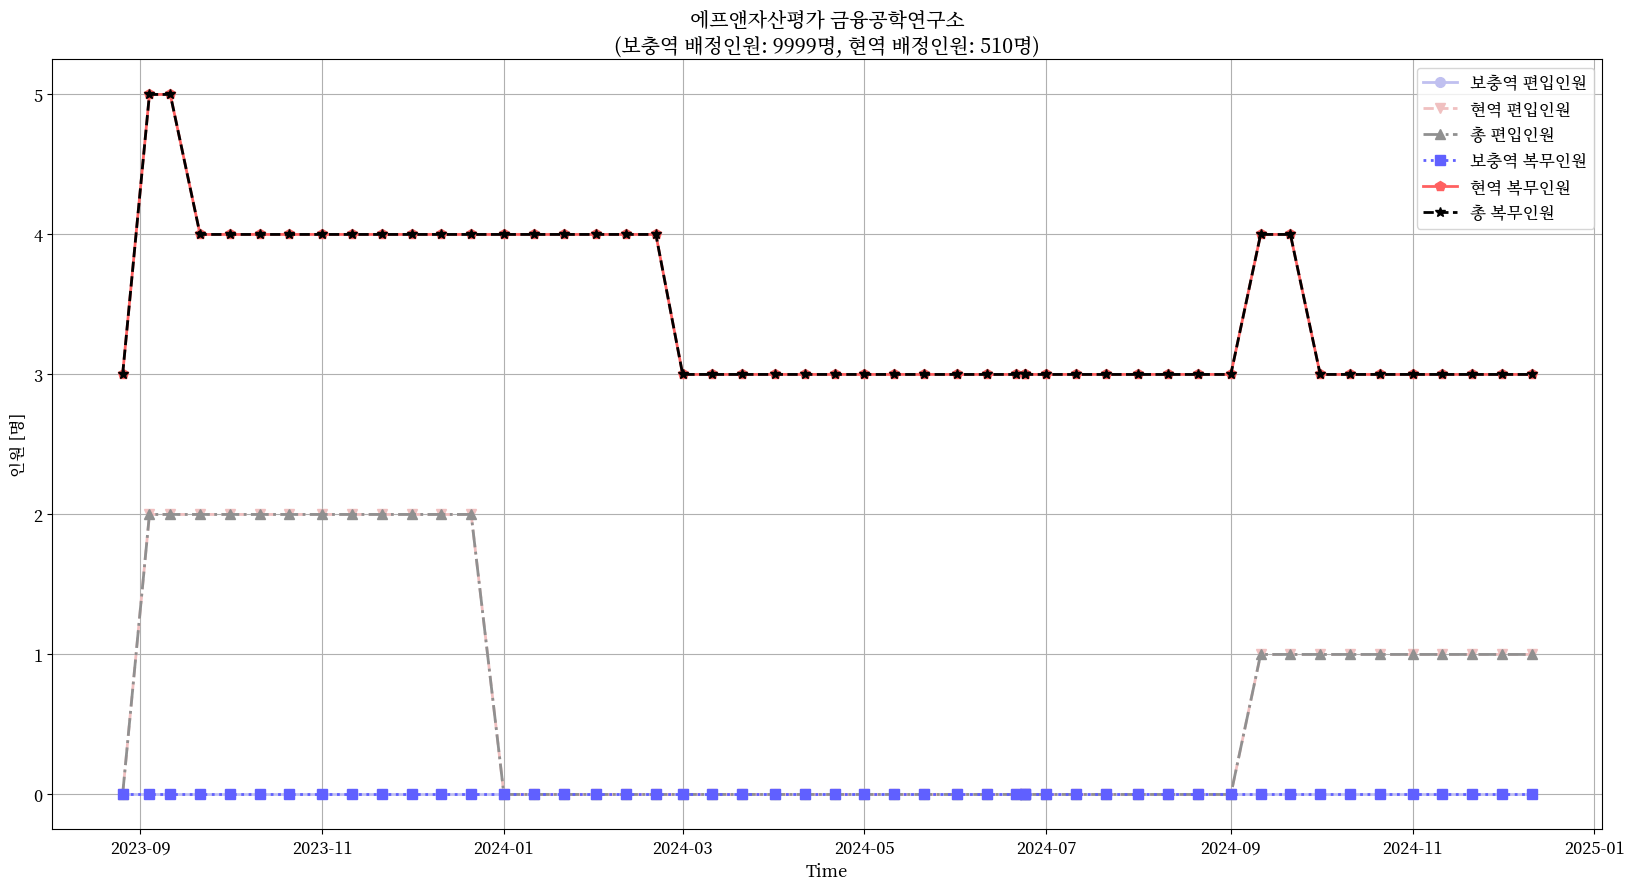 에프앤자산평가 금융공학연구소
(보충역 배정인원: 9999명, 현역 배정인원: 510명)
보충역 편입인원
현역 편입인원
총 편입인원
보충역 복무인원
현역 복무인원
총 복무인원
인원 [명]
5
4
3
2
1
0
2023-09
2023-11
2024-01
2024-03
2024-05
2024-07
2024-09
2024-11
2025-01
Time